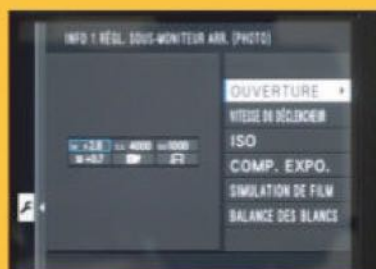 INFO 1 RÉGL. SOUS-MONITEUR ARR. (PHOTO)
OUVERTURE
VITESSE DU DÉCLENCHEUR
ISO
COMP. EXPO.
SIMULATION DE FILM
BALANCE DES BLANCS
4000